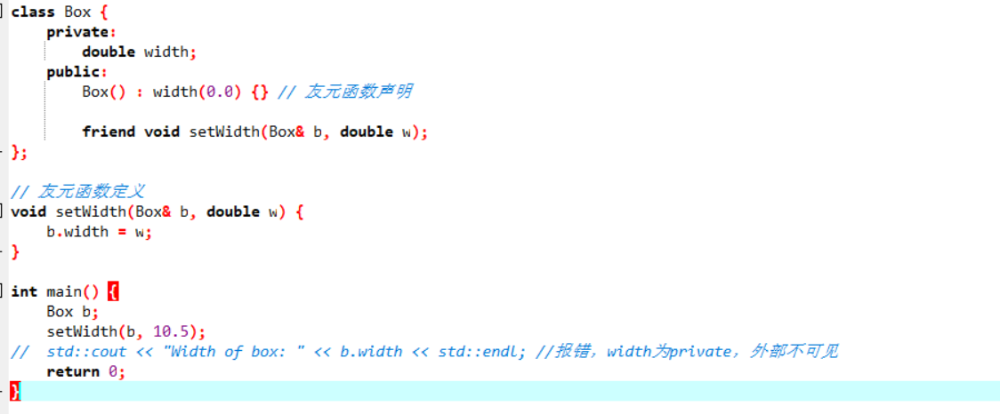 class Box {
    private:
        double width;
    public:
        Box() : width(0.0) {} // 友元函数声明
        friend void setWidth(Box& b, double w);
};
// 友元函数定义
void setWidth(Box& b, double w) {
    b.width = w;
}
int main() {
    Box b;
    setWidth(b, 10.5);
//  std::cout << "Width of box: " << b.width << std::endl; //报错，width为private，外部不可见
    return 0;
}